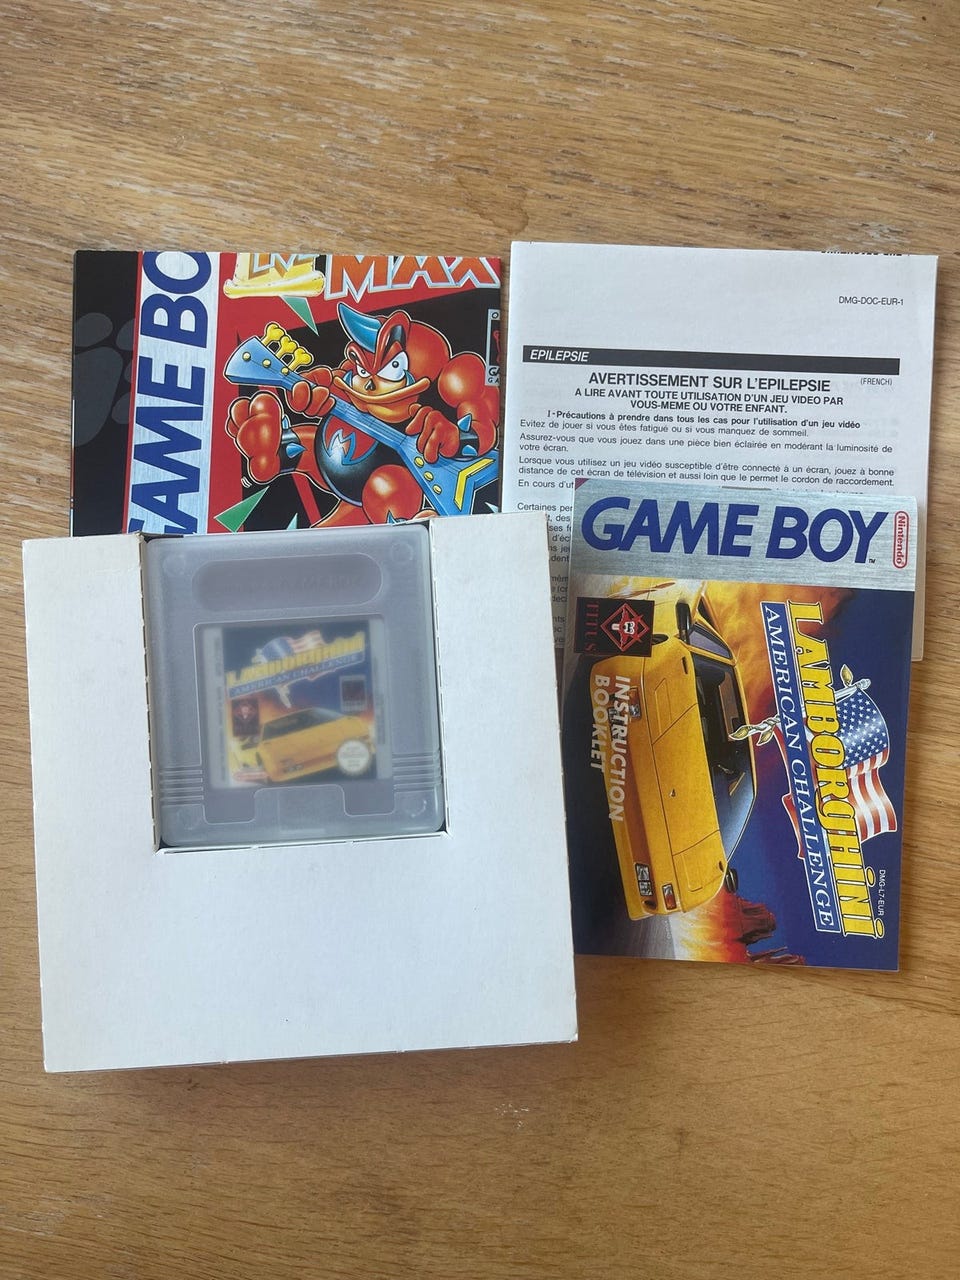 GAME BO
MAX
DMG-DOC-EUR-1
EPILEPSIE
AVERTISSEMENT SUR L'EPILEPSIE (FRENCH)
A LIRE AVANT TOUTE UTILISATION D'UN JEU VIDEO PAR
VOUS-MEME OU VOTRE ENFANT.
I - Précautions à prendre dans tous les cas pour l'utilisation d'un jeu vidéo
Evitez de jouer si vous êtes fatigué ou si vous manquez de sommeil.
Assurez-vous que vous jouez dans une pièce bien éclairée en modérant la luminosité de
votre écran.
Lorsque vous utilisez un jeu vidéo susceptible d'être connecté à un écran, jouez à bonne
distance de cet écran de télévision et aussi loin que le permet le cordon de raccordement.
En cours d'ut
Certaines per
GAME BOY™
Nintendo
TITUS
LAMBORGHINI
AMERICAN CHALLENGE
INSTRUCTION
BOOKLET
DMG-L7-EUR
LAMBORGHINI
AMERICAN CHALLENGE